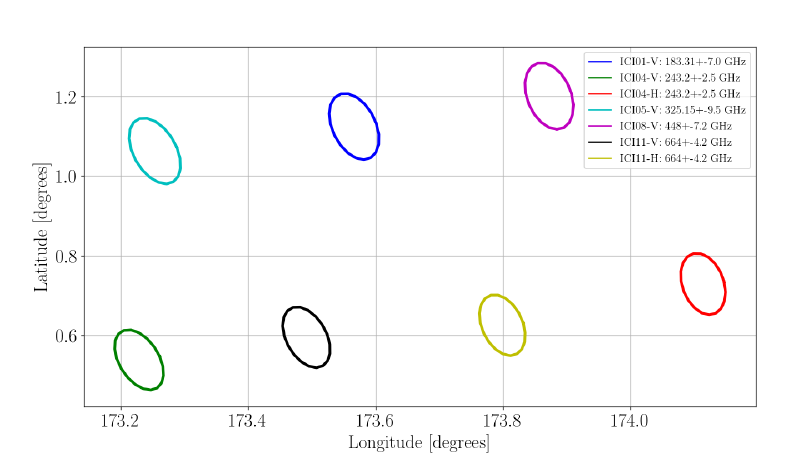 ICI01-V: 183.31+-7.0 GHz
ICI04-V: 243.2+-2.5 GHz
ICI04-H: 243.2+-2.5 GHz
ICI05-V: 325.15+-9.5 GHz
ICI08-V: 448+-7.2 GHz
ICI11-V: 664+-4.2 GHz
ICI11-H: 664+-4.2 GHz
Latitude [degrees]
1.2
1.0
0.8
0.6
173.2 173.4 173.6 173.8 174.0
Longitude [degrees]